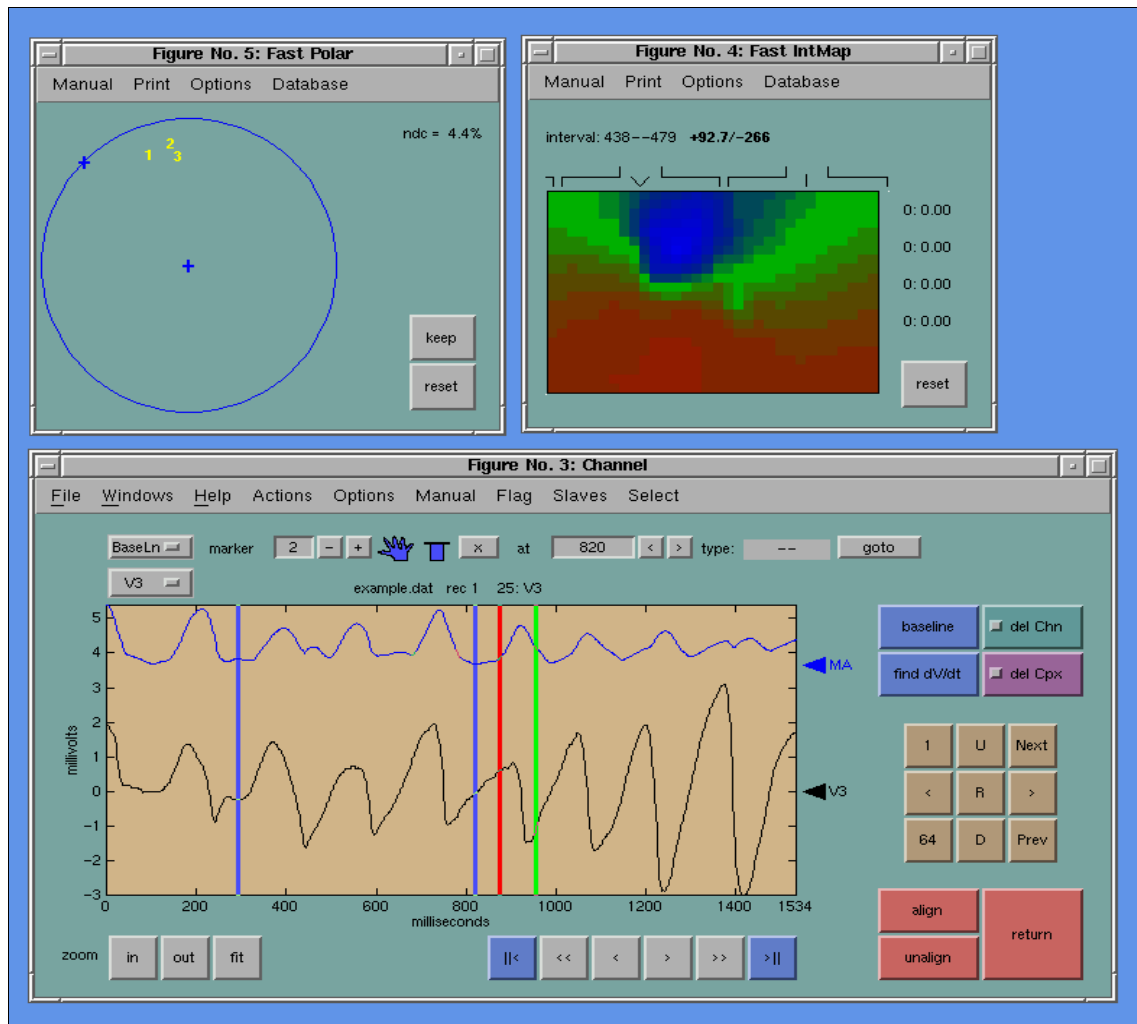 Figure No. 5: Fast Polar
Manual Print Options Database
ndc = 4.4%
1
2
3
keep
reset
Figure No. 4: Fast IntMap
Manual Print Options Database
interval: 438--479 +92.7/-266
0: 0.00
0: 0.00
0: 0.00
0: 0.00
reset
Figure No. 3: Channel
File Windows Help Actions Options Manual Flag Slaves Select
BaseLn marker 2 - + x at 820 < > type: -- goto
V3
example.dat rec 1 25: V3
5
4
3
2
1
0
-1
-2
-3
millivolts
0 200 400 600 800 1000 1200 1400 1534
milliseconds
MA
V3
baseline del Chn
find dV/dt del Cpx
1 U Next
< R >
64 D Prev
align
unalign
return
zoom in out fit ||< << < > >> >||